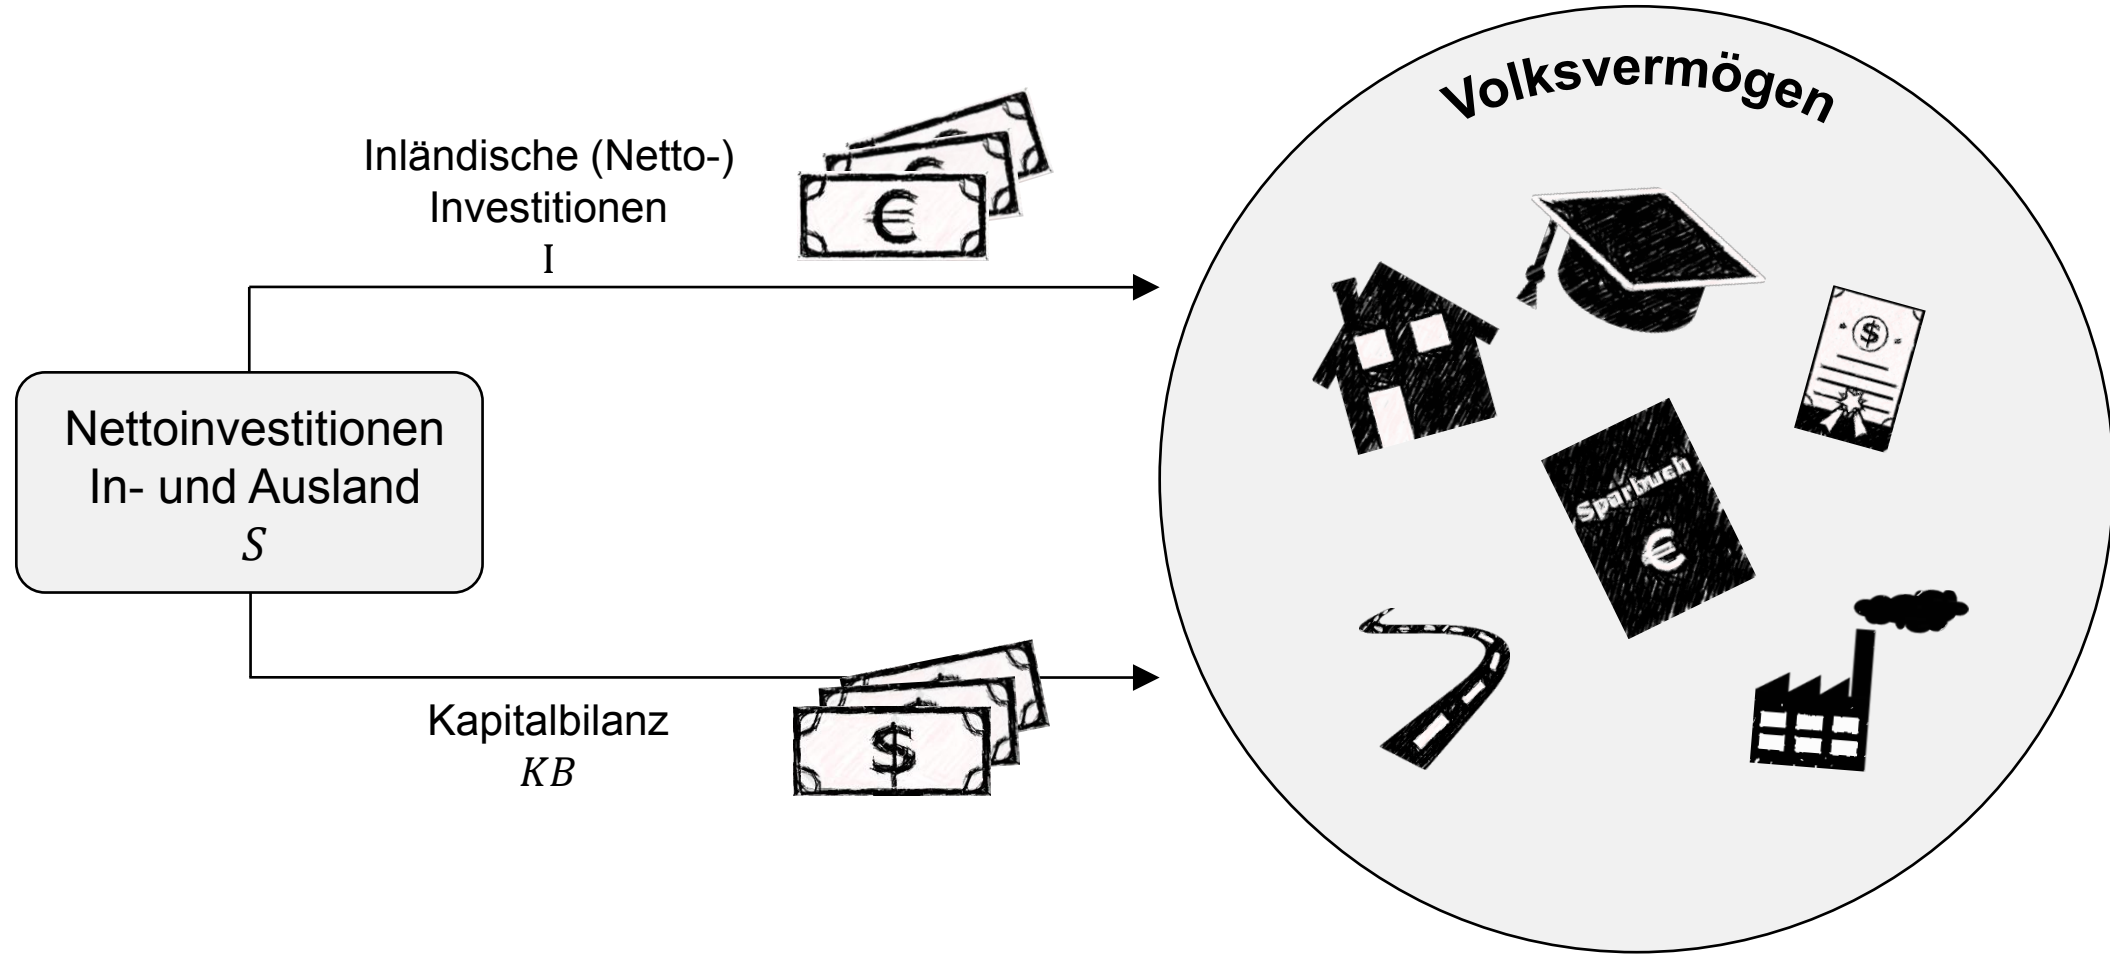 Volksvermögen
Inländische (Netto-)
Investitionen
I
€
$
Nettoinvestitionen
In- und Ausland
S
Sparbuch
€
Kapitalbilanz
KB
$